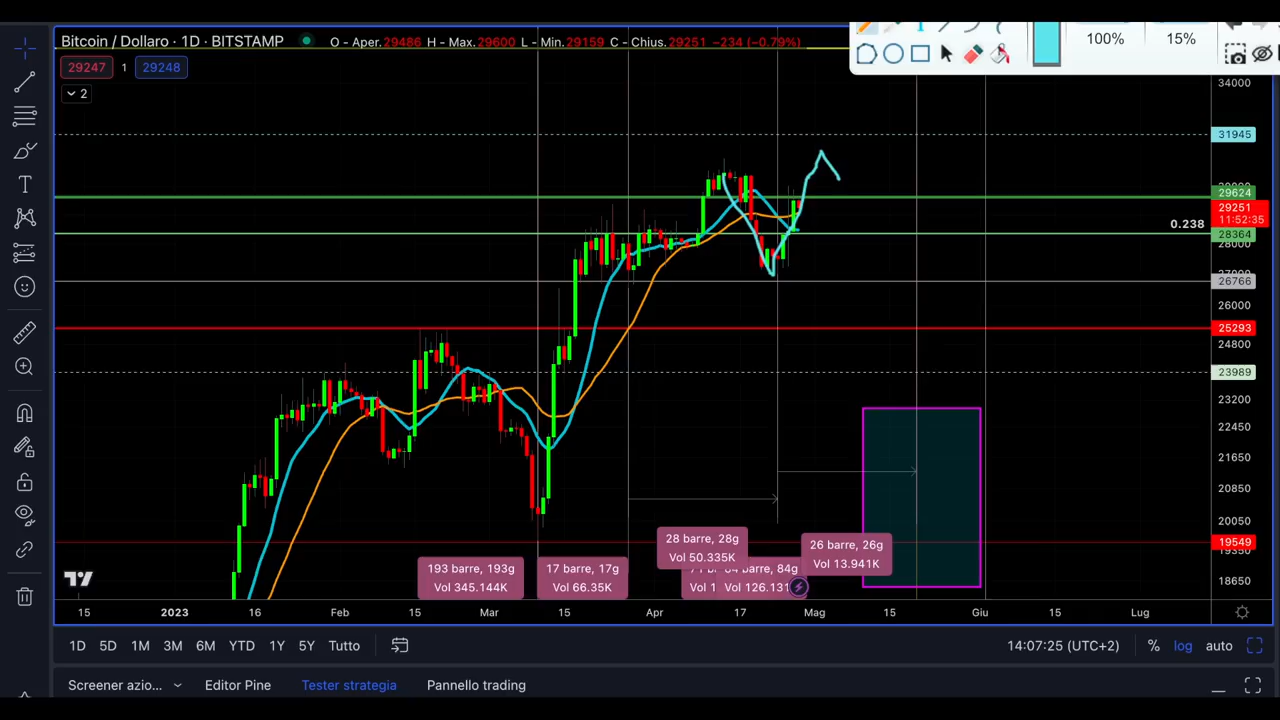 Bitcoin / Dollaro · 1D · BITSTAMP O - Aper.29486 H - Max.29600 L - Min.29159 C - Chius.29251 −234 (−0.79%)
100% 15%
29247 1 29248
2
34000
31945
29624
29251
11:52:35
0.238
28364
28000
26766
26000
25293
24800
23989
23200
22450
21650
20850
20050
19549
18650
28 barre, 28g
Vol 50.335K
26 barre, 26g
Vol 13.941K
193 barre, 193g
Vol 345.144K
17 barre, 17g
Vol 66.35K
84g
Vol 126.131
15 2023 16 Feb 15 Mar 15 Apr 17 Mag 15 Giu 15 Lug
1D 5D 1M 3M 6M YTD 1Y 5Y Tutto 14:07:25 (UTC+2) % log auto
Screener azio... Editor Pine Tester strategia Pannello trading